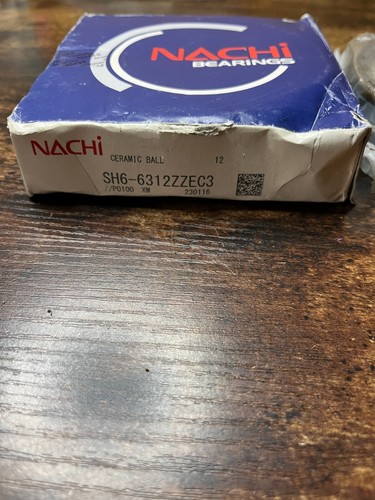 NACHi
BEARINGS
NACHi
CERAMIC BALL 12
SH6-6312ZZEC3
//P0100 XM 230116